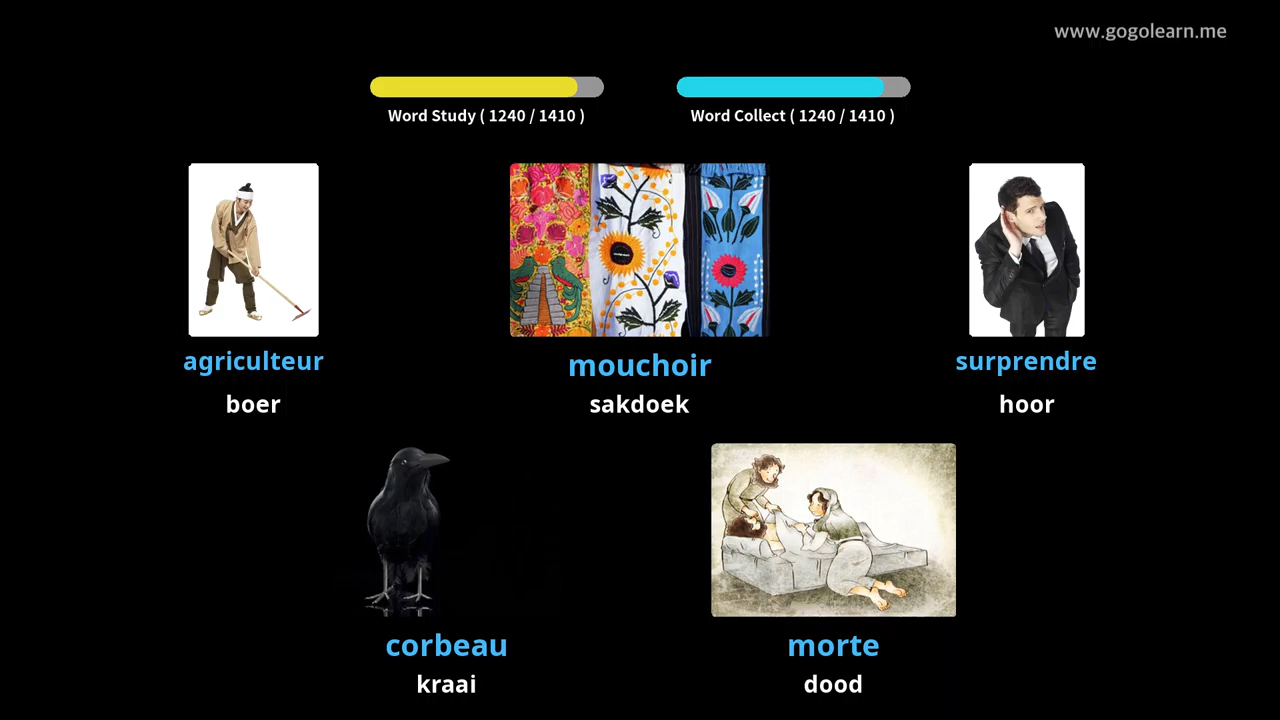 www.gogolearn.me
Word Study ( 1240 / 1410 )
Word Collect ( 1240 / 1410 )
agriculteur
boer
mouchoir
sakdoek
surprendre
hoor
corbeau
kraai
morte
dood